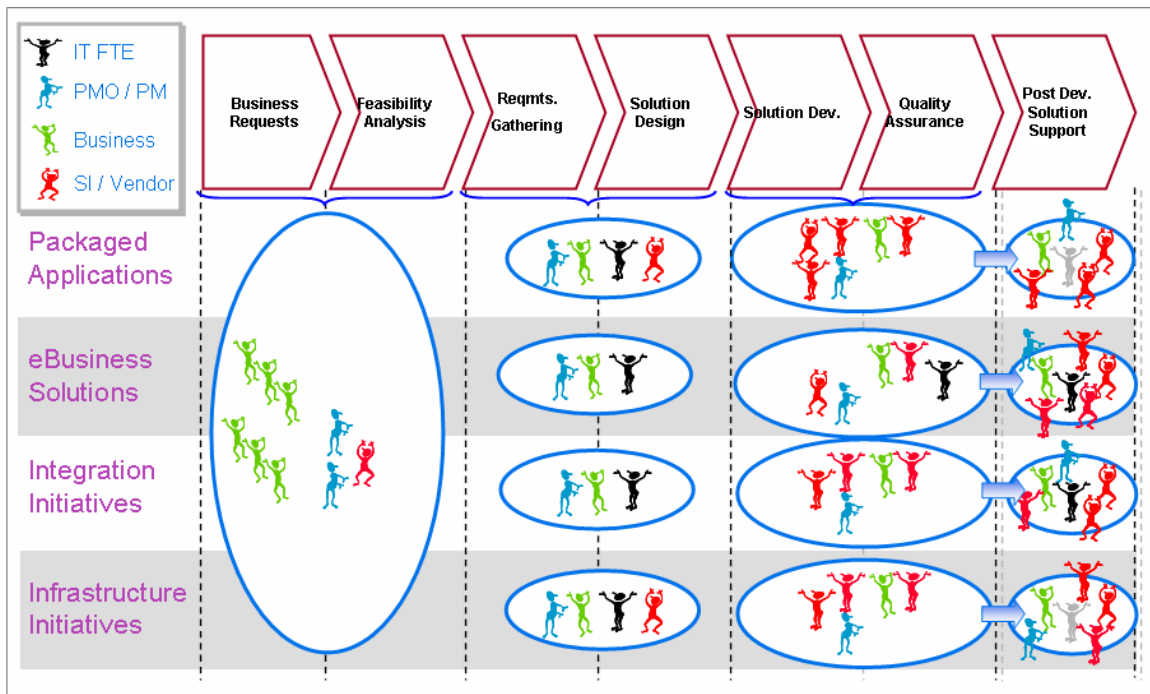 IT FTE
PMO / PM
Business
SI / Vendor
Business
Requests
Feasibility
Analysis
Reqmts.
Gathering
Solution
Design
Solution Dev.
Quality
Assurance
Post Dev.
Solution
Support
Packaged
Applications
eBusiness
Solutions
Integration
Initiatives
Infrastructure
Initiatives